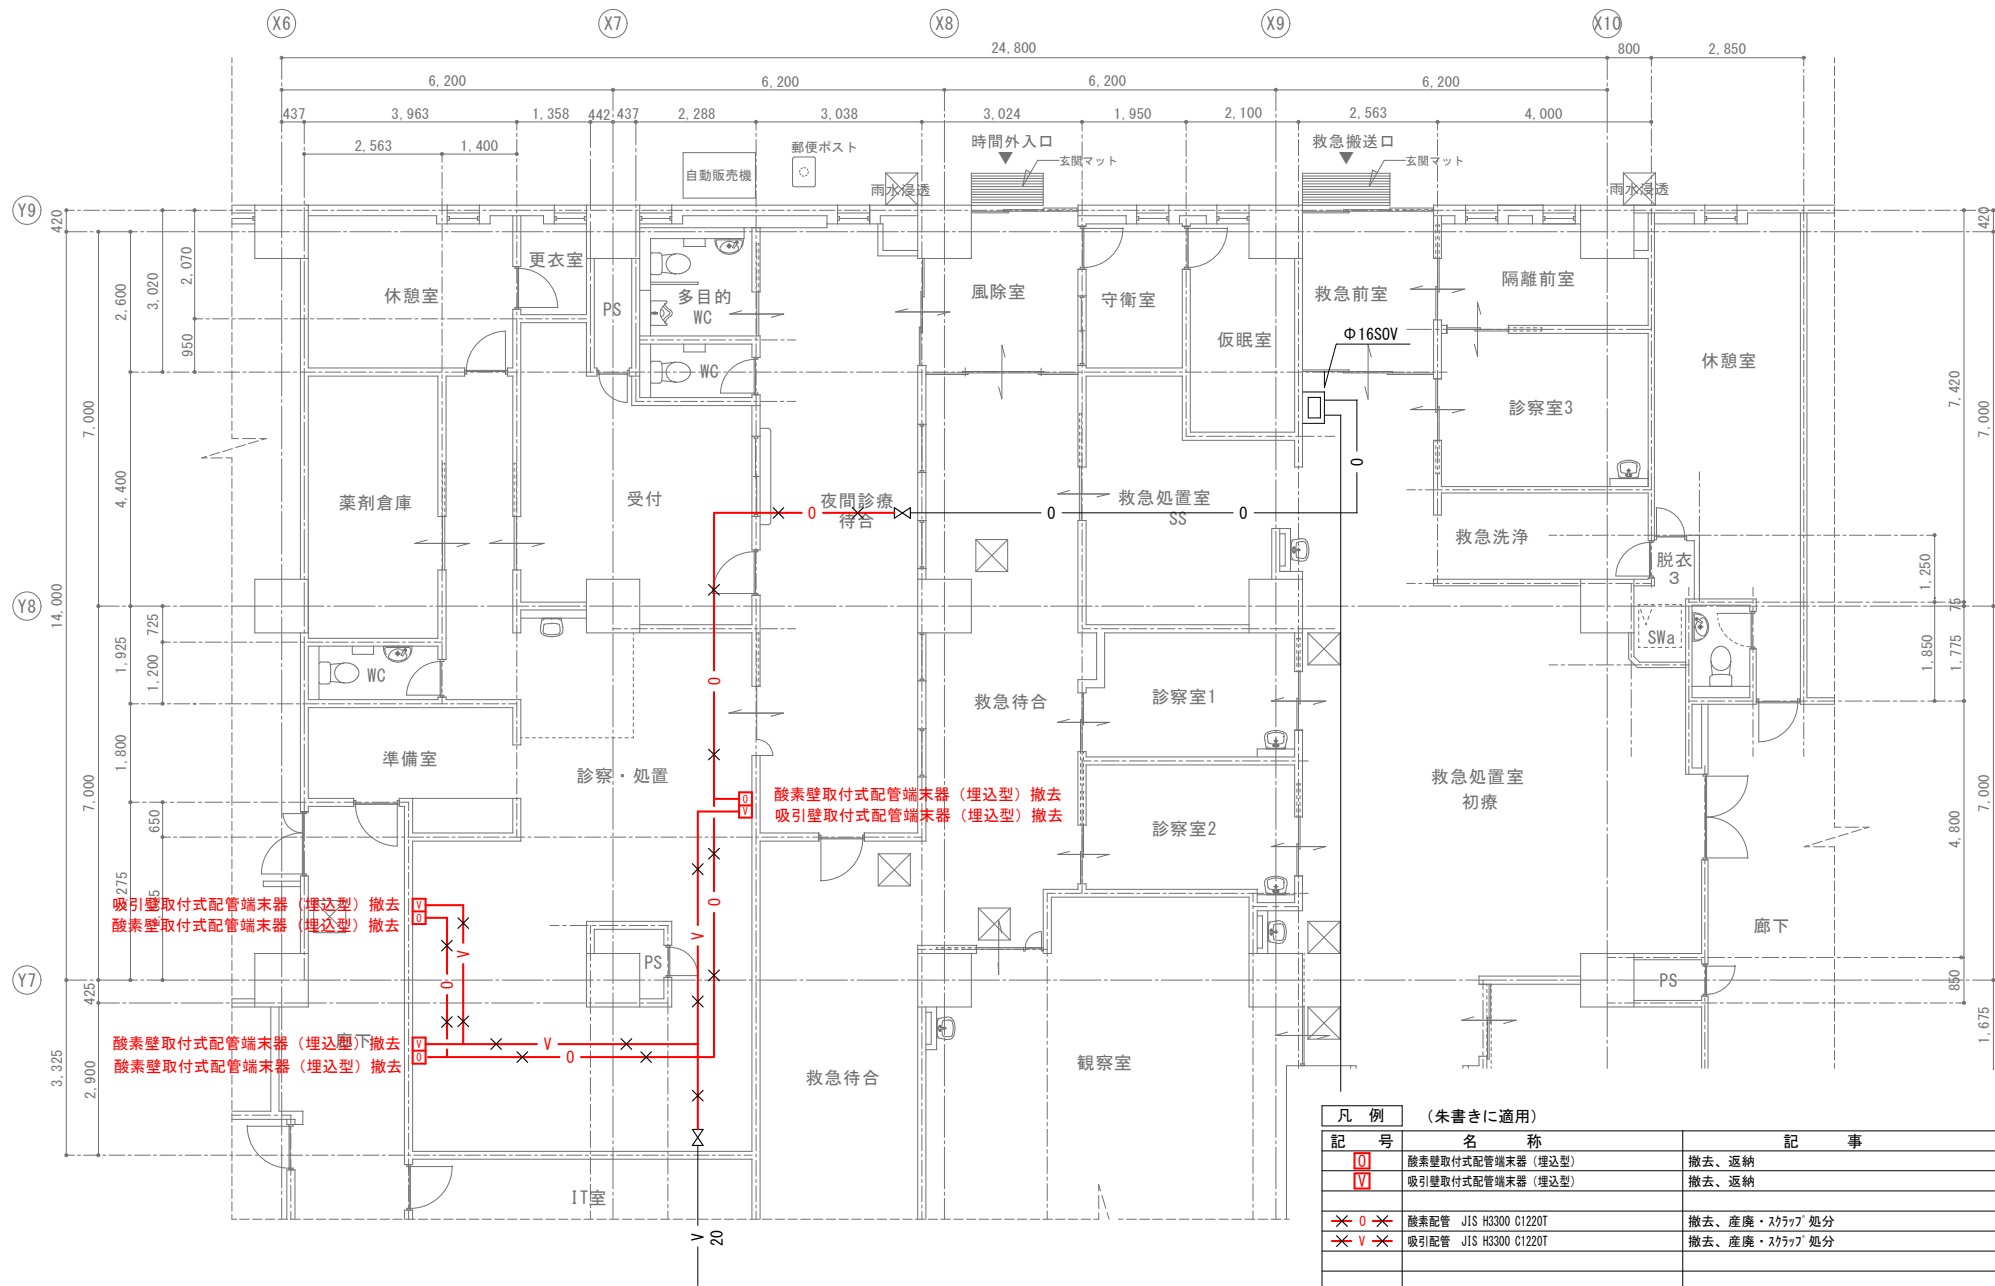 X6 X7 X8 X9 X10
24,800 800 2,850
6,200 6,200 6,200 6,200
437 3,963 1,358 442 437 2,288 3,038 3,024 1,950 2,100 2,563 4,000
2,563 1,400
自動販売機
郵便ポスト
時間外入口
玄関マット
救急搬送口
玄関マット
雨水浸透
雨水浸透
Y9
420
420
2,070
3,020
2,600
950
7,000
4,400
14,000
休憩室
更衣室
PS
多目的
WC
WC
風除室
守衛室
仮眠室
救急前室
隔離前室
Φ16SOV
休憩室
診察室3
7,420
7,000
薬剤倉庫
受付
夜間診療
待合
救急処置室
SS
救急洗浄
脱衣
3
O
O
O
O
1,250
75
1,850
1,775
Y8
725
1,925
1,200
WC
SWa
O
救急待合
診察室1
1,800
準備室
診察・処置
救急処置室
初療
7,000
650
O
V
酸素壁取付式配管端末器（埋込型）撤去
吸引壁取付式配管端末器（埋込型）撤去
診察室2
7,000
4,800
275
吸引壁取付式配管端末器（埋込型）撤去
酸素壁取付式配管端末器（埋込型）撤去
V
O
V
O
V
O
PS
廊下
Y7
425
PS
850
1,675
3,325
2,900
廊下
酸素壁取付式配管端末器（埋込型）撤去
酸素壁取付式配管端末器（埋込型）撤去
V
O
V
O
救急待合
観察室
IT室
V
20
凡 例 （朱書きに適用）
記 号 名 称 記 事
O 酸素壁取付式配管端末器（埋込型） 撤去、返納
V 吸引壁取付式配管端末器（埋込型） 撤去、返納
O 酸素配管 JIS H3300 C1220T 撤去、産廃・スクラップ処分
V 吸引配管 JIS H3300 C1220T 撤去、産廃・スクラップ処分